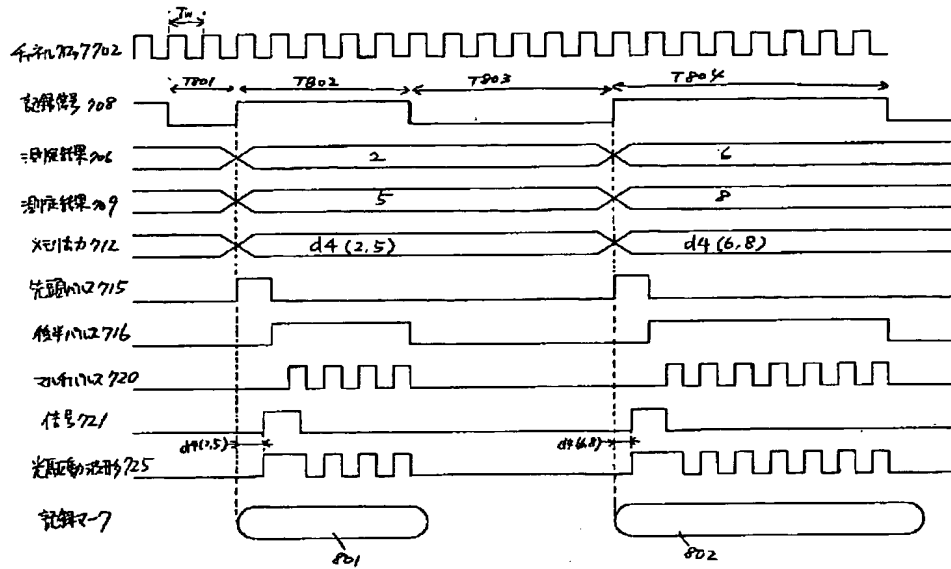 Tw
チャネルクロック702
T801 T802 T803 T804
記録信号708
測定結果706 2 6
測定結果709 5 8
メモリ出力712 d4(2,5) d4(6,8)
先頭パルス715
後半パルス716
マルチパルス720
信号721
d4(2,5) d4(6,8)
光駆動波形725
記録マーク
801 802